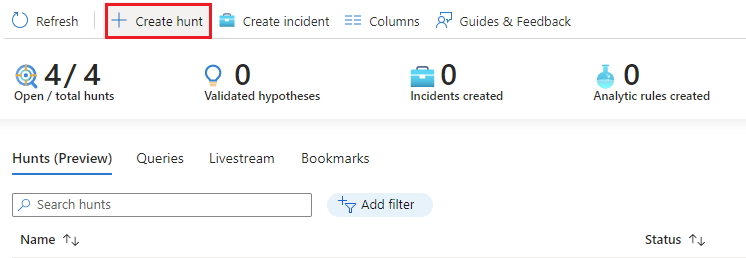 Refresh Create hunt Create incident Columns Guides & Feedback
4 / 4 0 0 0
Open / total hunts Validated hypotheses Incidents created Analytic rules created
Hunts (Preview) Queries Livestream Bookmarks
Search hunts Add filter
Name Status